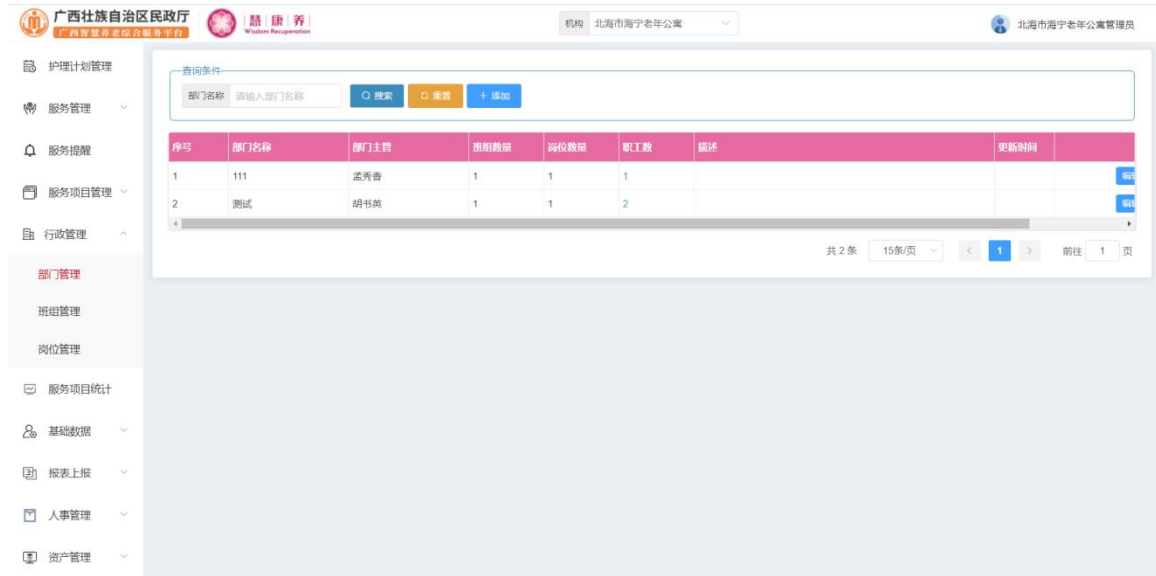 广西壮族自治区民政厅
广西智慧养老综合服务平台
慧 康 养
Wisdom Recuperation
机构 北海市海宁老年公寓
北海市海宁老年公寓管理员
护理计划管理
服务管理
服务提醒
服务项目管理
行政管理
部门管理
班组管理
岗位管理
服务项目统计
基础数据
报表上报
人事管理
资产管理
查询条件
部门名称 请输入部门名称 搜索 重置 + 添加
序号 部门名称 部门主管 班组数量 岗位数量 职工数 描述 更新时间
1 111 孟秀香 1 1 1 编辑
2 测试 胡书英 1 1 2 编辑
共 2 条 15条/页 < 1 > 前往 1 页